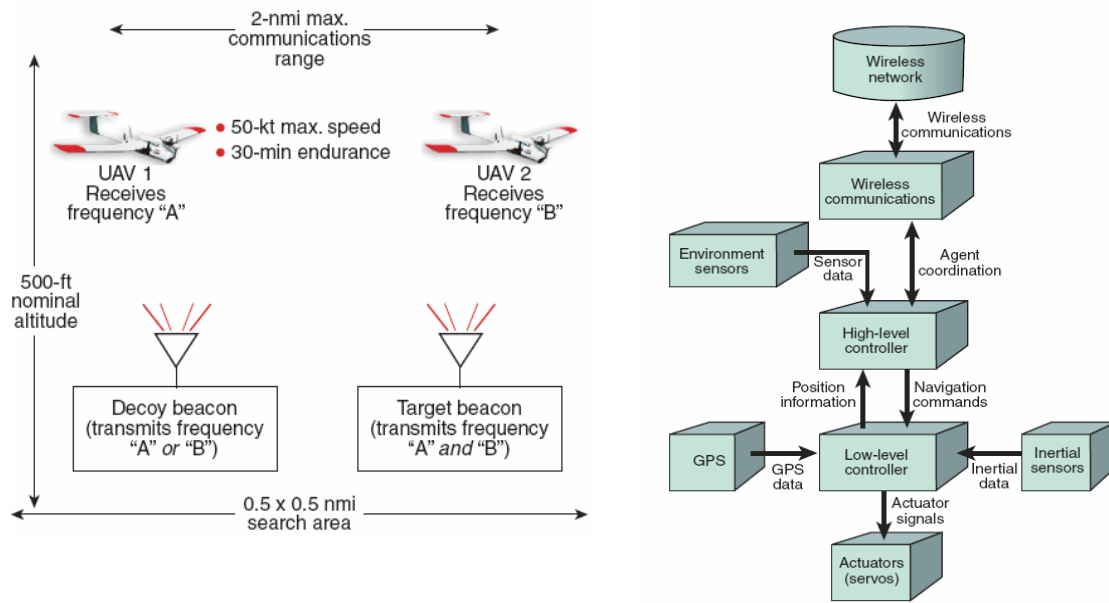 2-nmi max.
communications
range
• 50-kt max. speed
• 30-min endurance
UAV 1
Receives
frequency “A”
UAV 2
Receives
frequency “B”
500-ft
nominal
altitude
Decoy beacon
(transmits frequency
“A” or “B”)
Target beacon
(transmits frequency
“A” and “B”)
0.5 x 0.5 nmi
search area
Wireless
network
Wireless
communications
Wireless
communications
Environment
sensors
Sensor
data
Agent
coordination
High-level
controller
Position
information
Navigation
commands
GPS
GPS
data
Low-level
controller
Inertial
data
Inertial
sensors
Actuator
signals
Actuators
(servos)